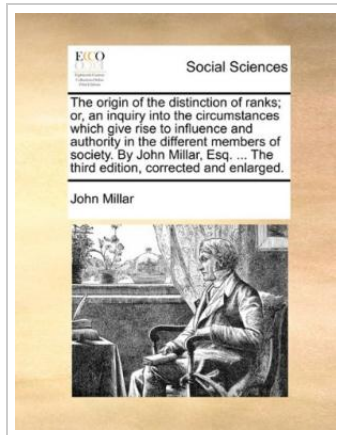 ECCO
Social Sciences
The origin of the distinction of ranks;
or, an inquiry into the circumstances
which give rise to influence and
authority in the different members of
society. By John Millar, Esq. ... The
third edition, corrected and enlarged.
John Millar